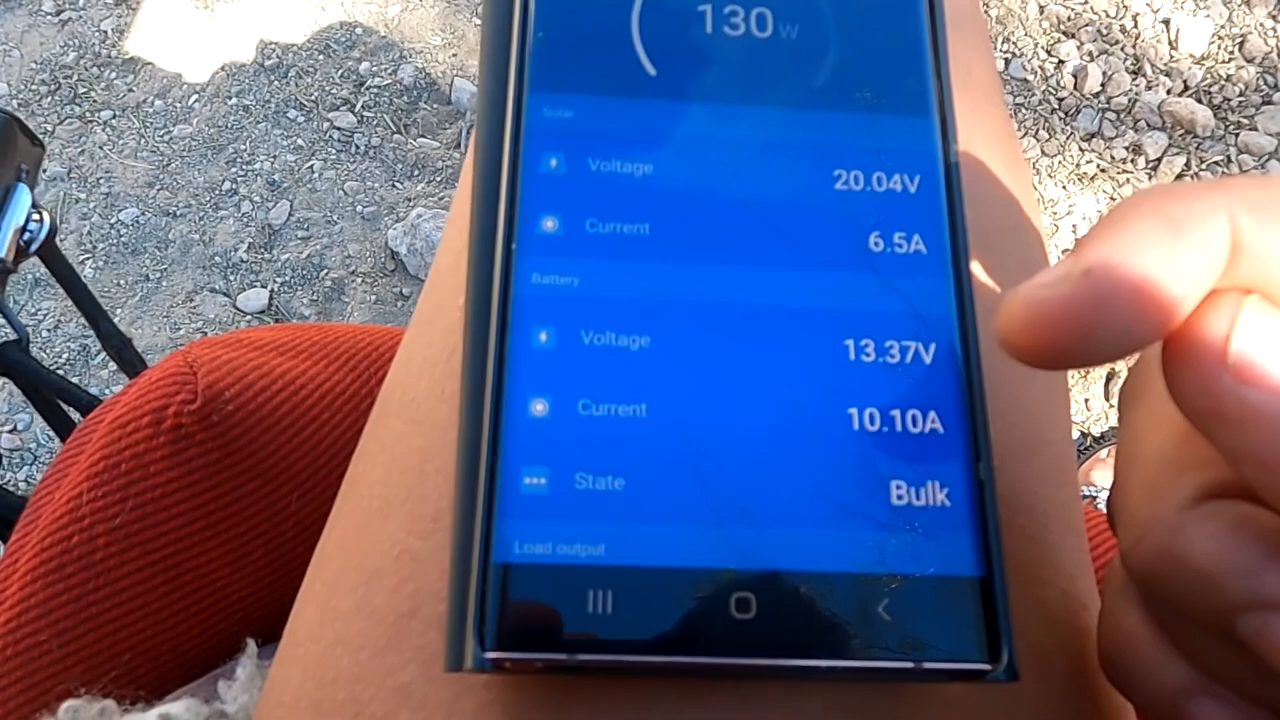 130W
Solar
Voltage 20.04V
Current 6.5A
Battery
Voltage 13.37V
Current 10.10A
State Bulk
Load output